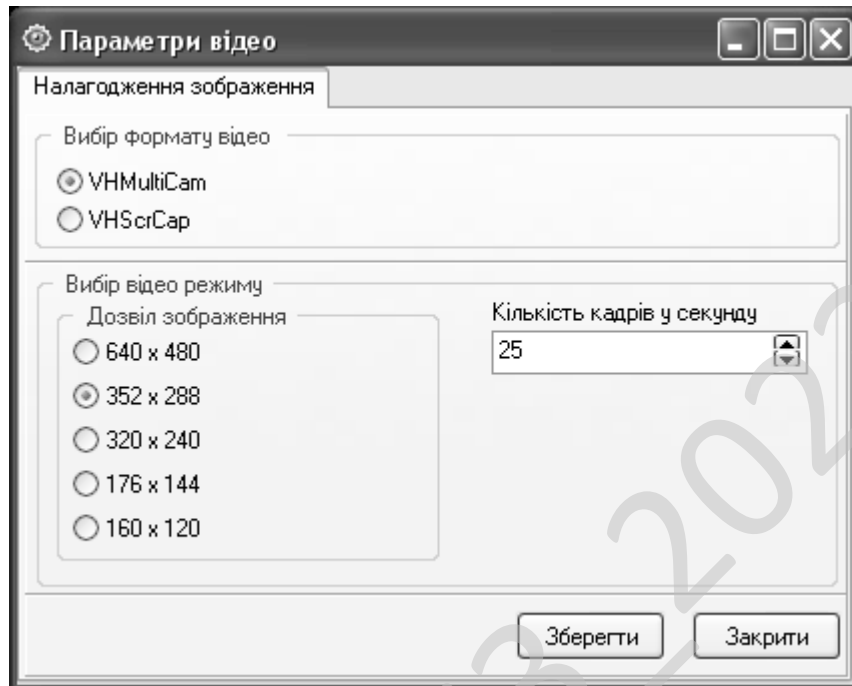 Параметри відео
Налагодження зображення
Вибір формату відео
VHMultiCam
VHScrCap
Вибір відео режиму
Дозвіл зображення
640 x 480
352 x 288
320 x 240
176 x 144
160 x 120
Кількість кадрів у секунду
25
Зберегти
Закрити